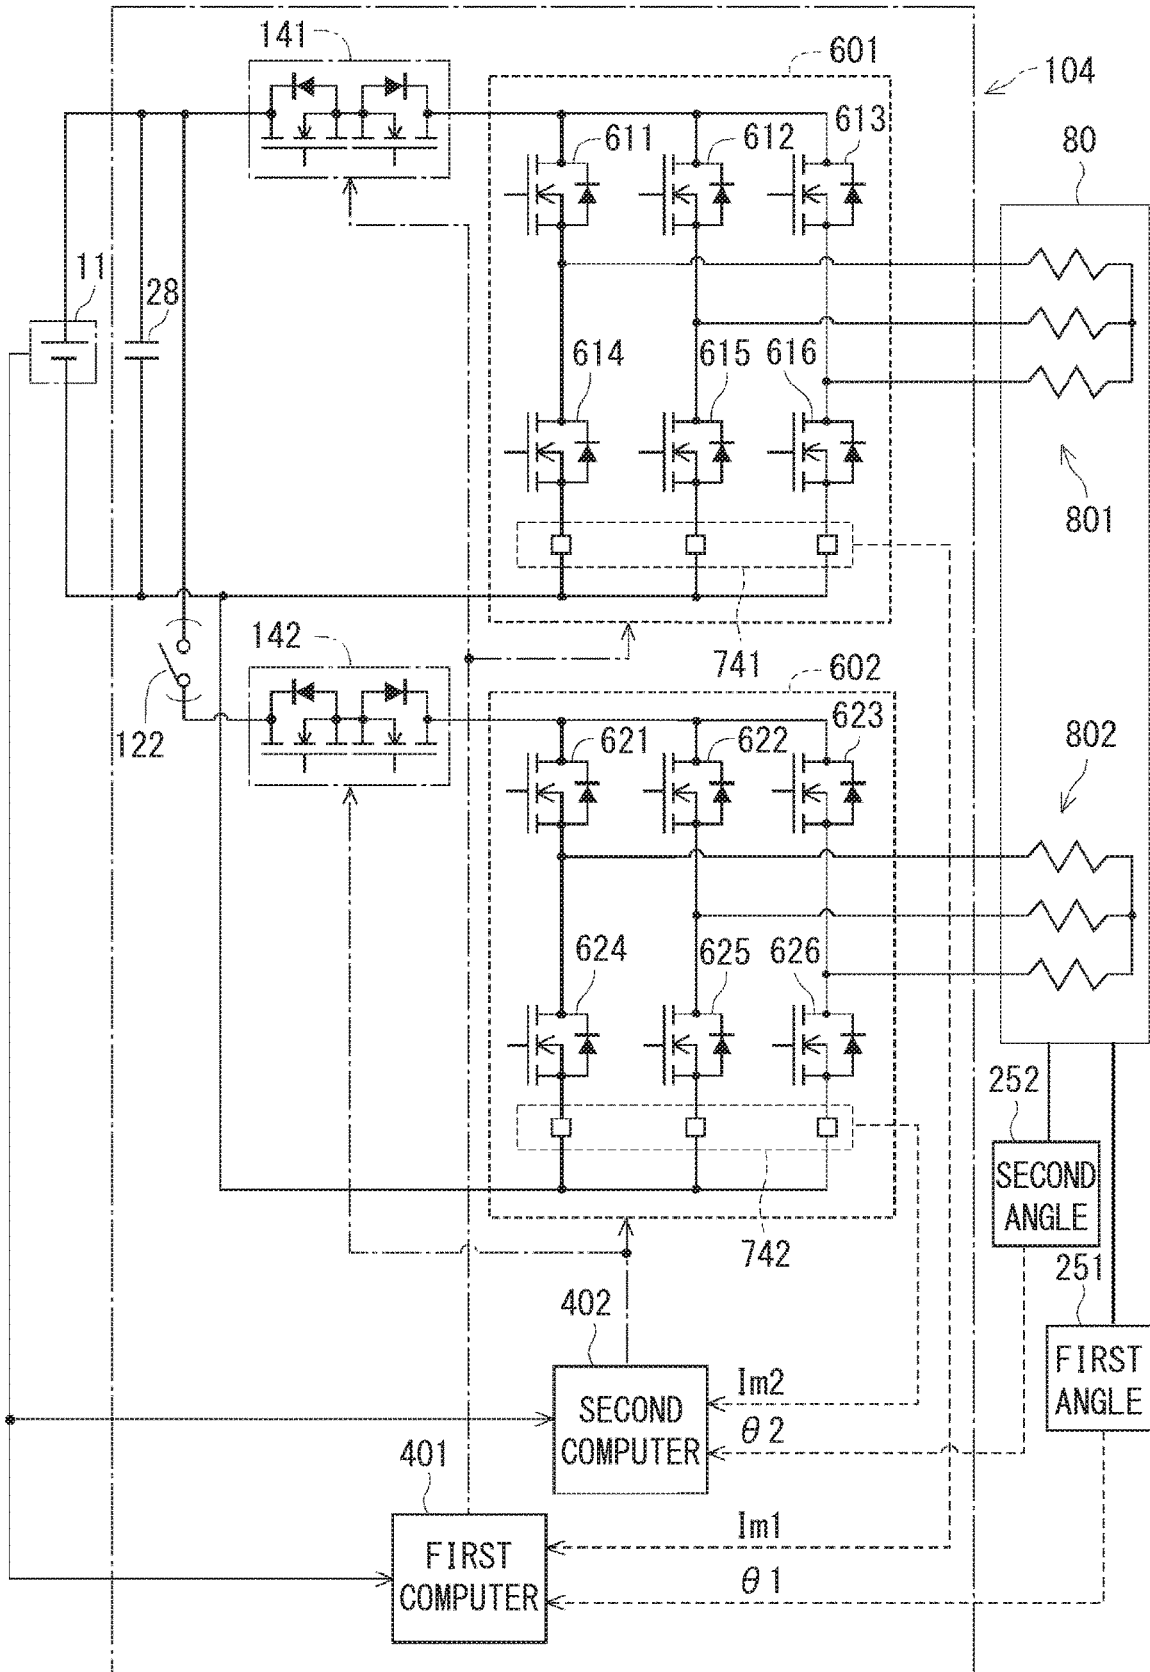 141
601
104
80
611
612
613
11
28
614
615
616
801
741
142
602
122
621
622
623
802
624
625
626
252
SECOND
ANGLE
742
251
402
FIRST
ANGLE
Im2
SECOND
COMPUTER
θ2
401
Im1
FIRST
COMPUTER
θ1